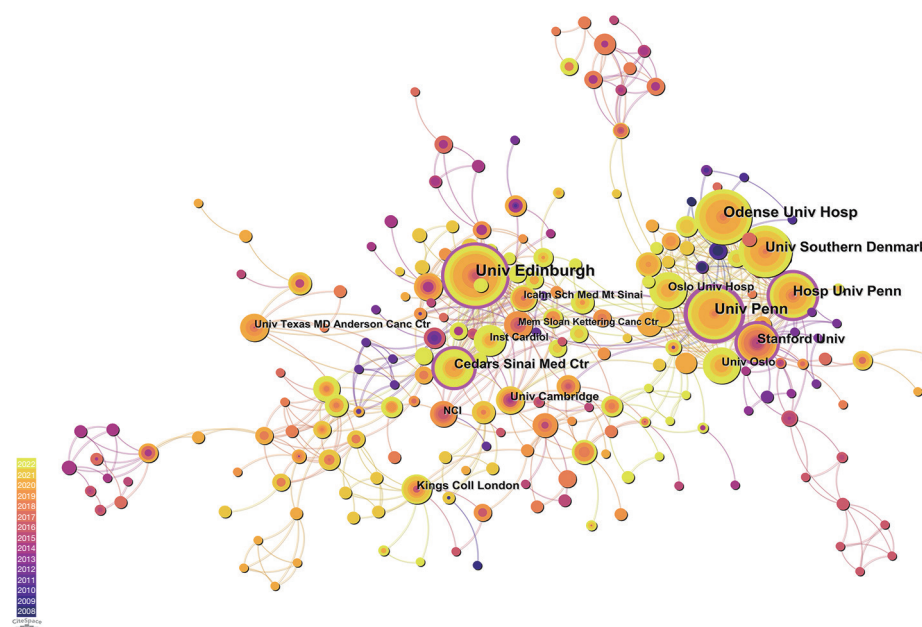 Odense Univ Hosp
Univ Southern Denmark
Univ Edinburgh
Hosp Univ Penn
Oslo Univ Hosp
Icahn Sch Med Mt Sinai
Univ Penn
Univ Texas MD Anderson Canc Ctr
Mem Sloan Kettering Canc Ctr
Inst Cardiol
Stanford Univ
Cedars Sinai Med Ctr
Univ Oslo
Univ Cambridge
NCI
Kings Coll London
2022
2021
2020
2019
2018
2017
2016
2015
2014
2013
2012
2011
2010
2009
2008
CiteSpace